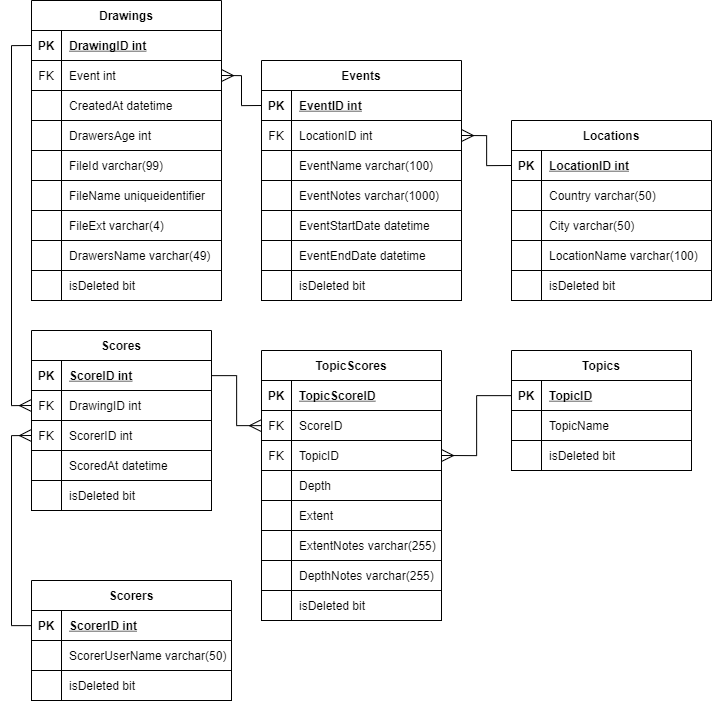 Drawings
PK DrawingID int
FK Event int
CreatedAt datetime
DrawersAge int
FileId varchar(99)
FileName uniqueidentifier
FileExt varchar(4)
DrawersName varchar(49)
isDeleted bit
Events
PK EventID int
FK LocationID int
EventName varchar(100)
EventNotes varchar(1000)
EventStartDate datetime
EventEndDate datetime
isDeleted bit
Locations
PK LocationID int
Country varchar(50)
City varchar(50)
LocationName varchar(100)
isDeleted bit
Scores
PK ScoreID int
FK DrawingID int
FK ScorerID int
ScoredAt datetime
isDeleted bit
TopicScores
PK TopicScoreID
FK ScoreID
FK TopicID
Depth
Extent
ExtentNotes varchar(255)
DepthNotes varchar(255)
isDeleted bit
Topics
PK TopicID
TopicName
isDeleted bit
Scorers
PK ScorerID int
ScorerUserName varchar(50)
isDeleted bit